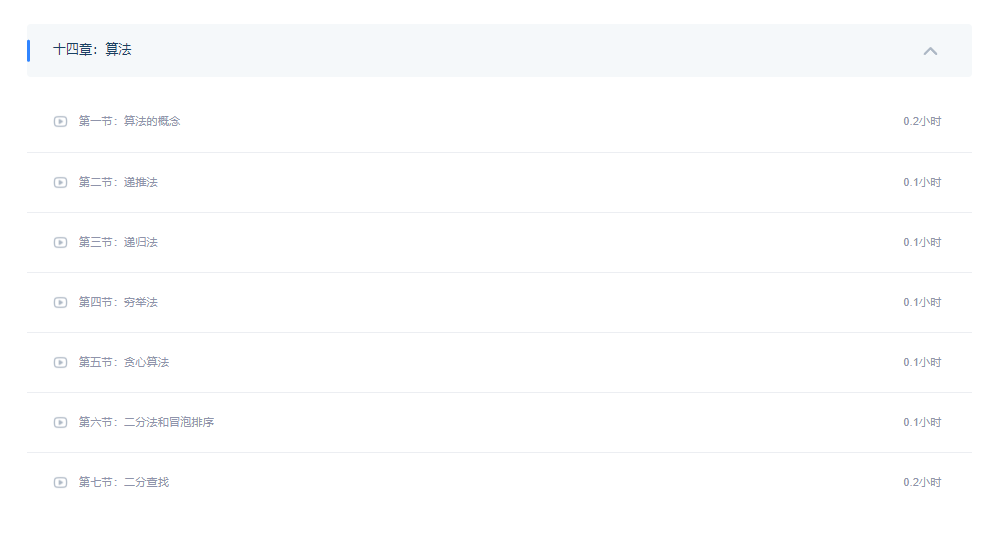 十四章：算法
第一节：算法的概念 0.2小时
第二节：递推法 0.1小时
第三节：递归法 0.1小时
第四节：穷举法 0.1小时
第五节：贪心算法 0.1小时
第六节：二分法和冒泡排序 0.1小时
第七节：二分查找 0.2小时